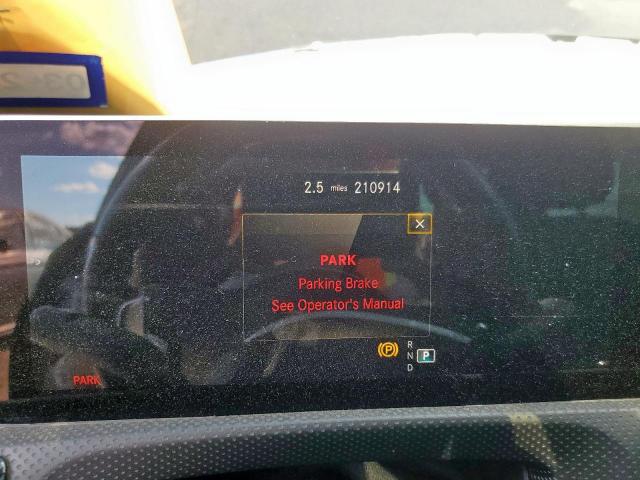 2.5 miles 210914
×
PARK
Parking Brake
See Operator's Manual
P
R
N P
D
PARK